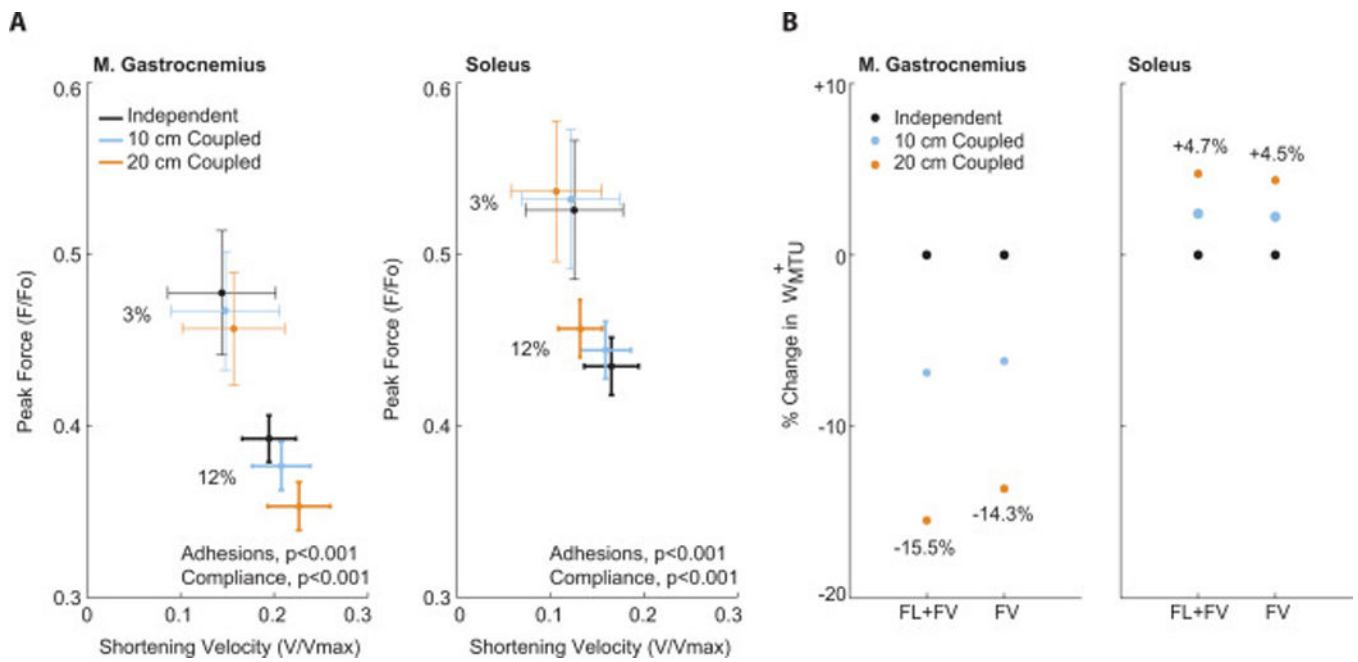 A
M. Gastrocnemius
0.6
Independent
10 cm Coupled
20 cm Coupled
0.5
3%
Peak Force (F/Fo)
0.4
12%
Adhesions, p<0.001
Compliance, p<0.001
0.3
0 0.1 0.2 0.3
Shortening Velocity (V/Vmax)
Soleus
0.6
3%
0.5
Peak Force (F/Fo)
12%
0.4
Adhesions, p<0.001
Compliance, p<0.001
0.3
0 0.1 0.2 0.3
Shortening Velocity (V/Vmax)
B
M. Gastrocnemius
+10
Independent
10 cm Coupled
20 cm Coupled
0
% Change in W+MTU
-10
-14.3%
-15.5%
-20
FL+FV FV
Soleus
+4.7% +4.5%
FL+FV FV